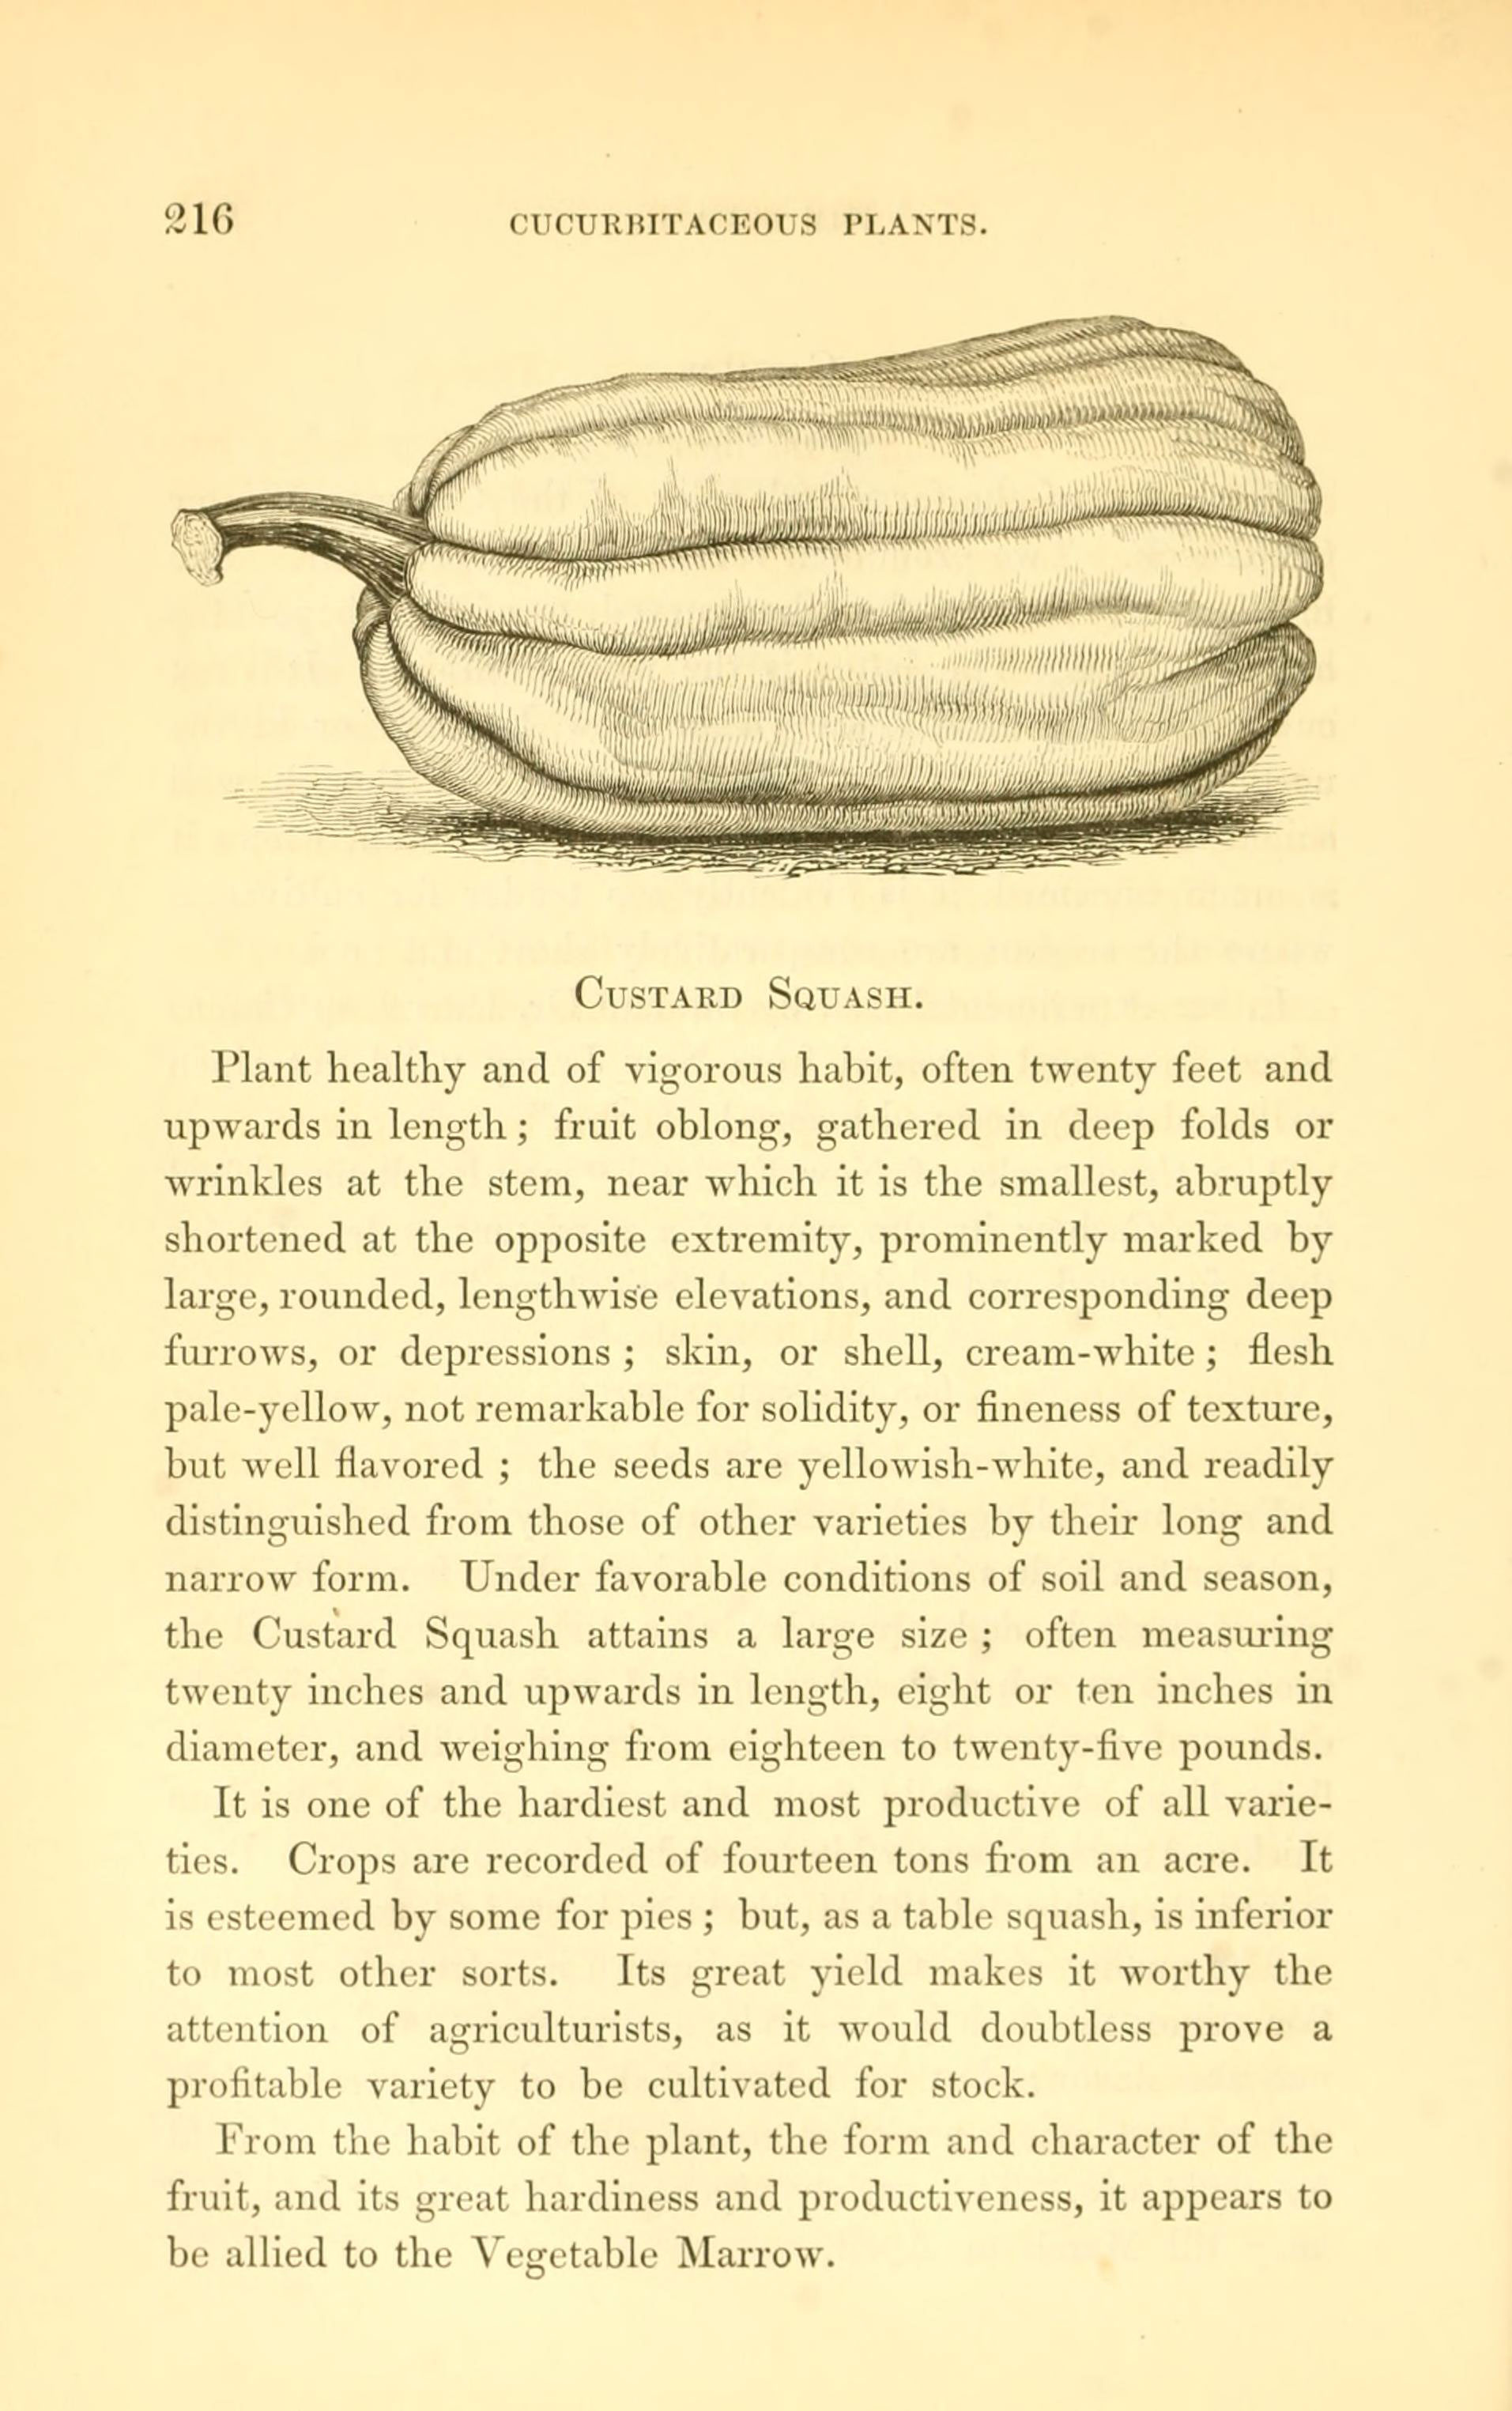 216 CUCURBITACEOUS PLANTS.
CUSTARD SQUASH.
Plant healthy and of vigorous habit, often twenty feet and
upwards in length; fruit oblong, gathered in deep folds or
wrinkles at the stem, near which it is the smallest, abruptly
shortened at the opposite extremity, prominently marked by
large, rounded, lengthwise elevations, and corresponding deep
furrows, or depressions; skin, or shell, cream-white; flesh
pale-yellow, not remarkable for solidity, or fineness of texture,
but well flavored; the seeds are yellowish-white, and readily
distinguished from those of other varieties by their long and
narrow form. Under favorable conditions of soil and season,
the Custard Squash attains a large size; often measuring
twenty inches and upwards in length, eight or ten inches in
diameter, and weighing from eighteen to twenty-five pounds.
It is one of the hardiest and most productive of all varie-
ties. Crops are recorded of fourteen tons from an acre. It
is esteemed by some for pies; but, as a table squash, is inferior
to most other sorts. Its great yield makes it worthy the
attention of agriculturists, as it would doubtless prove a
profitable variety to be cultivated for stock.
From the habit of the plant, the form and character of the
fruit, and its great hardiness and productiveness, it appears to
be allied to the Vegetable Marrow.